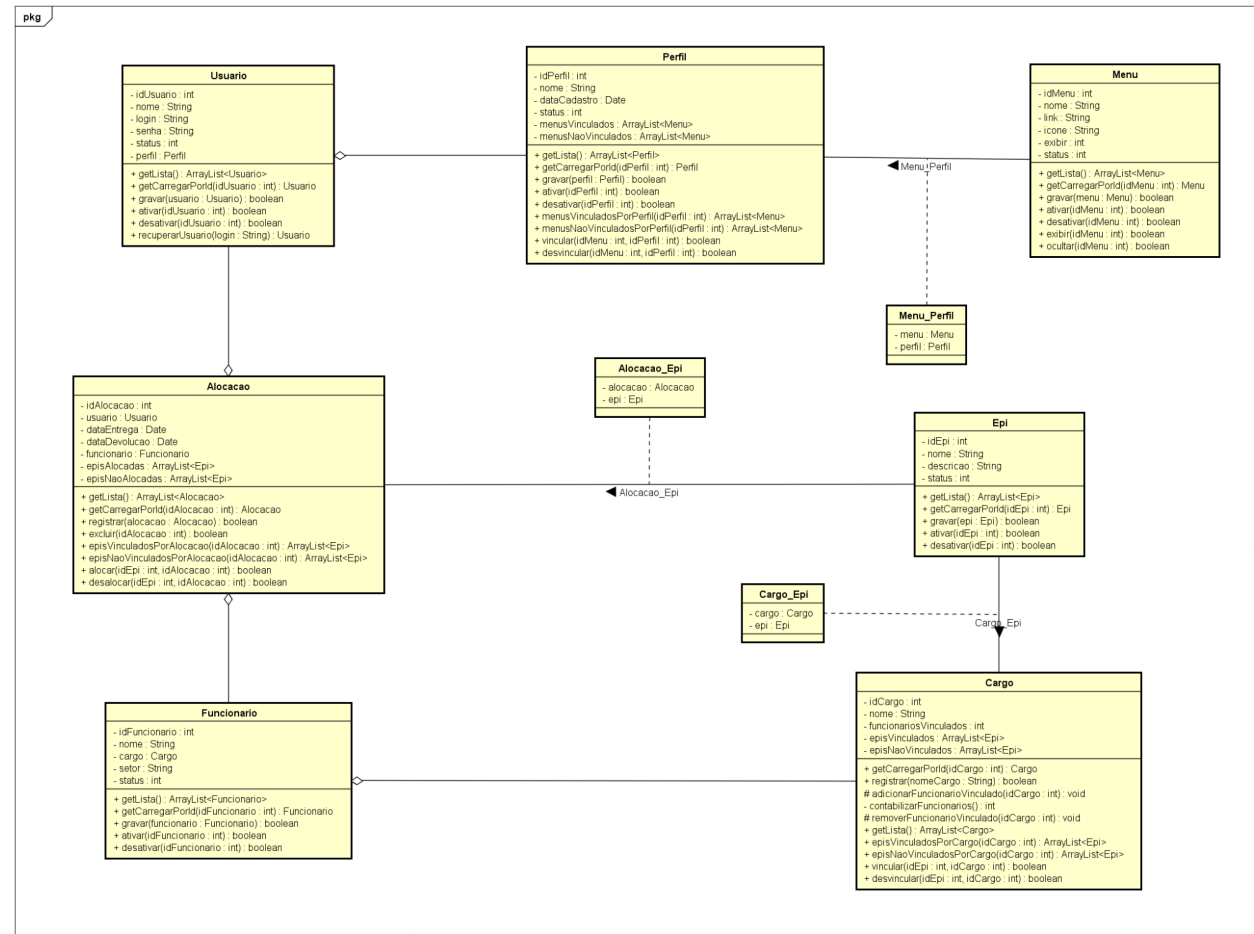 pkg
Usuario
- idUsuario : int
- nome : String
- login : String
- senha : String
- status : int
- perfil : Perfil
+ getLista() : ArrayList<Usuario>
+ getCarregarPorId(idUsuario : int) : Usuario
+ gravar(usuario : Usuario) : boolean
+ ativar(idUsuario : int) : boolean
+ desativar(idUsuario : int) : boolean
+ recuperarUsuario(login : String) : Usuario
Perfil
- idPerfil : int
- nome : String
- dataCadastro : Date
- status : int
- menusVinculados : ArrayList<Menu>
- menusNaoVinculados : ArrayList<Menu>
+ getLista() : ArrayList<Perfil>
+ getCarregarPorId(idPerfil : int) : Perfil
+ gravar(perfil : Perfil) : boolean
+ ativar(idPerfil : int) : boolean
+ desativar(idPerfil : int) : boolean
+ menusVinculadosPorPerfil(idPerfil : int) : ArrayList<Menu>
+ menusNaoVinculadosPorPerfil(idPerfil : int) : ArrayList<Menu>
+ vincular(idMenu : int, idPerfil : int) : boolean
+ desvincular(idMenu : int, idPerfil : int) : boolean
Menu
- idMenu : int
- nome : String
- link : String
- icone : String
- exibir : int
- status : int
+ getLista() : ArrayList<Menu>
+ getCarregarPorId(idMenu : int) : Menu
+ gravar(menu : Menu) : boolean
+ ativar(idMenu : int) : boolean
+ desativar(idMenu : int) : boolean
+ exibir(idMenu : int) : boolean
+ ocultar(idMenu : int) : boolean
Menu_Perfil
Menu_Perfil
- menu : Menu
- perfil : Perfil
Alocacao_Epi
- alocacao : Alocacao
- epi : Epi
Alocacao
- idAlocacao : int
- usuario : Usuario
- dataEntrega : Date
- dataDevolucao : Date
- funcionario : Funcionario
- episAlocadas : ArrayList<Epi>
- episNaoAlocadas : ArrayList<Epi>
+ getLista() : ArrayList<Alocacao>
+ getCarregarPorId(idAlocacao : int) : Alocacao
+ registrar(alocacao : Alocacao) : boolean
+ excluir(idAlocacao : int) : boolean
+ episVinculadosPorAlocacao(idAlocacao : int) : ArrayList<Epi>
+ episNaoVinculadosPorAlocacao(idAlocacao : int) : ArrayList<Epi>
+ alocar(idEpi : int, idAlocacao : int) : boolean
+ desalocar(idEpi : int, idAlocacao : int) : boolean
Alocacao_Epi
Epi
- idEpi : int
- nome : String
- descricao : String
- status : int
+ getLista() : ArrayList<Epi>
+ getCarregarPorId(idEpi : int) : Epi
+ gravar(epi : Epi) : boolean
+ ativar(idEpi : int) : boolean
+ desativar(idEpi : int) : boolean
Cargo_Epi
- cargo : Cargo
- epi : Epi
Cargo_Epi
Funcionario
- idFuncionario : int
- nome : String
- cargo : Cargo
- setor : String
- status : int
+ getLista() : ArrayList<Funcionario>
+ getCarregarPorId(idFuncionario : int) : Funcionario
+ gravar(funcionario : Funcionario) : boolean
+ ativar(idFuncionario : int) : boolean
+ desativar(idFuncionario : int) : boolean
Cargo
- idCargo : int
- nome : String
- funcionariosVinculados : int
- episVinculados : ArrayList<Epi>
- episNaoVinculados : ArrayList<Epi>
+ getCarregarPorId(idCargo : int) : Cargo
+ registrar(nomeCargo : String) : boolean
# adicionarFuncionarioVinculado(idCargo : int) : void
- contabilizarFuncionarios() : int
# removerFuncionarioVinculado(idCargo : int) : void
+ getLista() : ArrayList<Cargo>
+ episVinculadosPorCargo(idCargo : int) : ArrayList<Epi>
+ episNaoVinculadosPorCargo(idCargo : int) : ArrayList<Epi>
+ vincular(idEpi : int, idCargo : int) : boolean
+ desvincular(idEpi : int, idCargo : int) : boolean